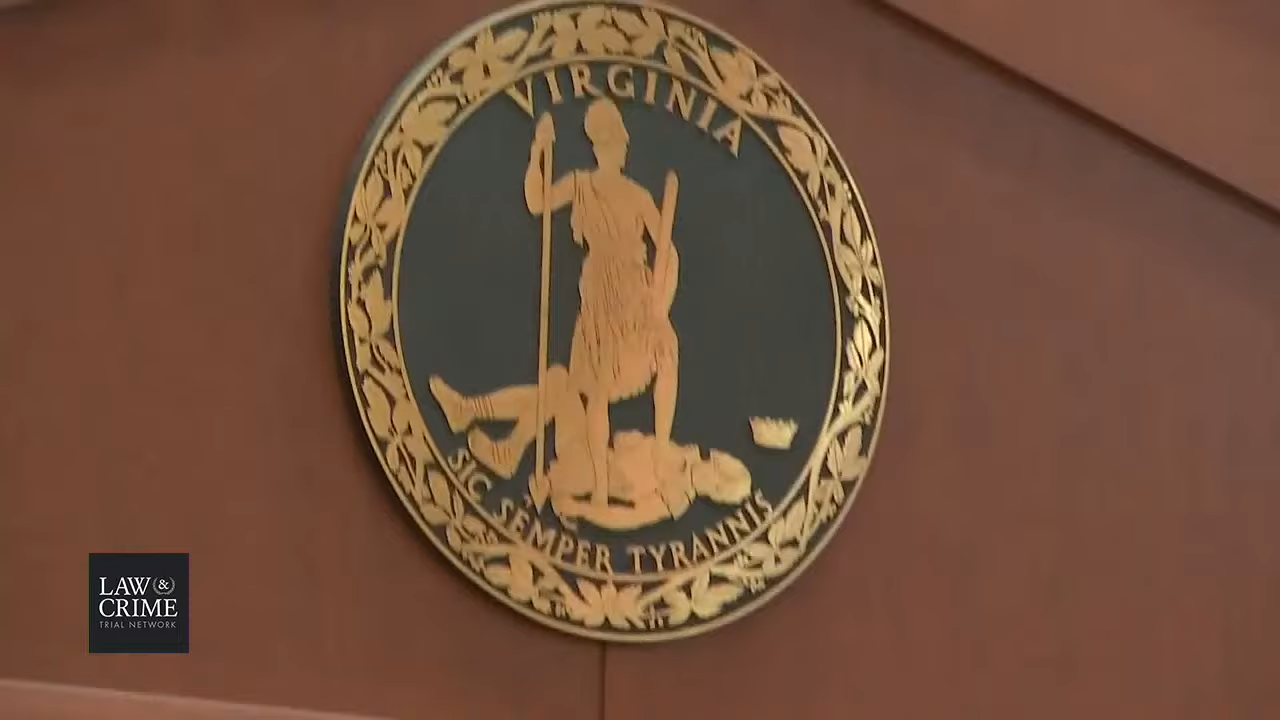 VIRGINIA
SIC SEMPER TYRANNIS
LAW &
CRIME
TRIAL NETWORK